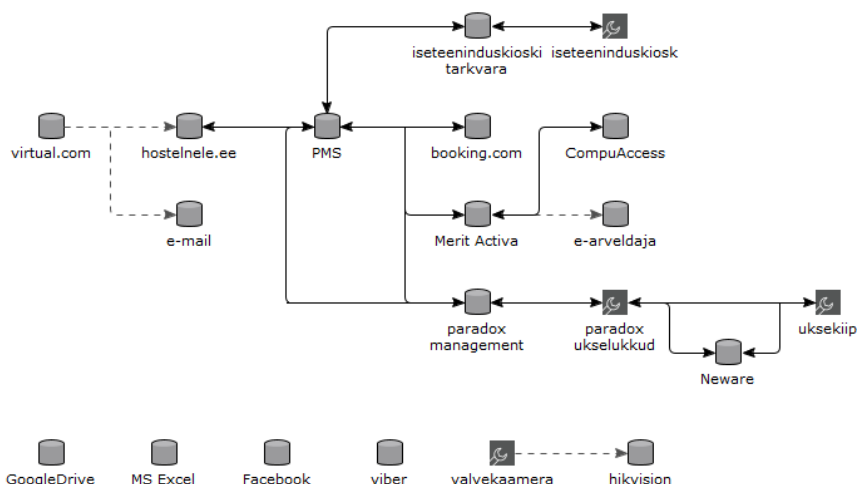 iseteeninduskioski
tarkvara
iseteeninduskiosk
virtual.com
hostelnele.ee
PMS
booking.com
CompuAccess
e-mail
Merit Activa
e-arveldaja
paradox
management
paradox
ukselukkud
uksekiip
Neware
GoogleDrive
MS Excel
Facebook
viber
valvekaamera
hikvision